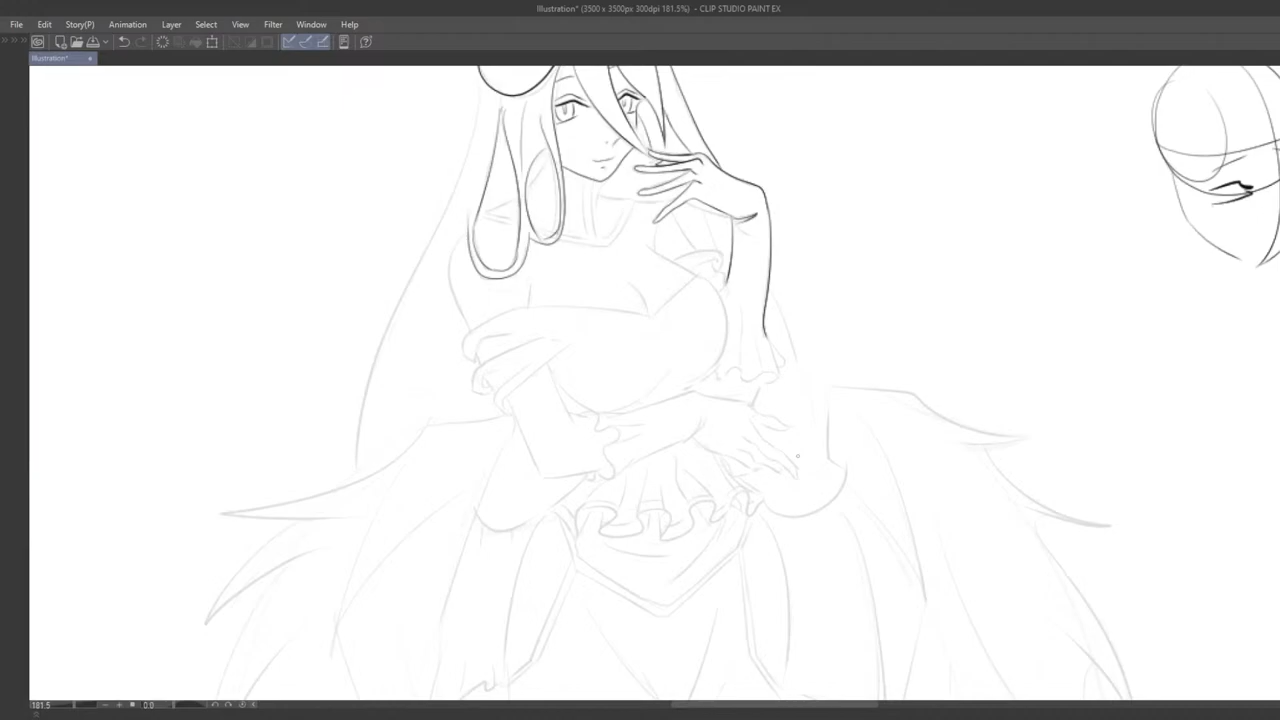 Illustration* (3500 x 3500px 300dpi 181.5%) - CLIP STUDIO PAINT EX
File Edit Story(P) Animation Layer Select View Filter Window Help
Illustration*
181.5 0.0